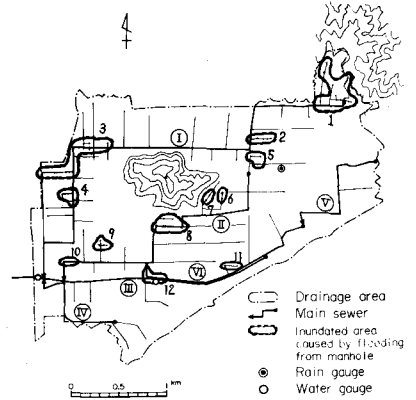 3
I
1
2
5
4
6
7
V
8
II
9
10
11
VI
12
III
IV
Drainage area
Main sewer
Inundated area
caused by flooding
from manhole
Rain gauge
Water gauge
0 0.5 1 km